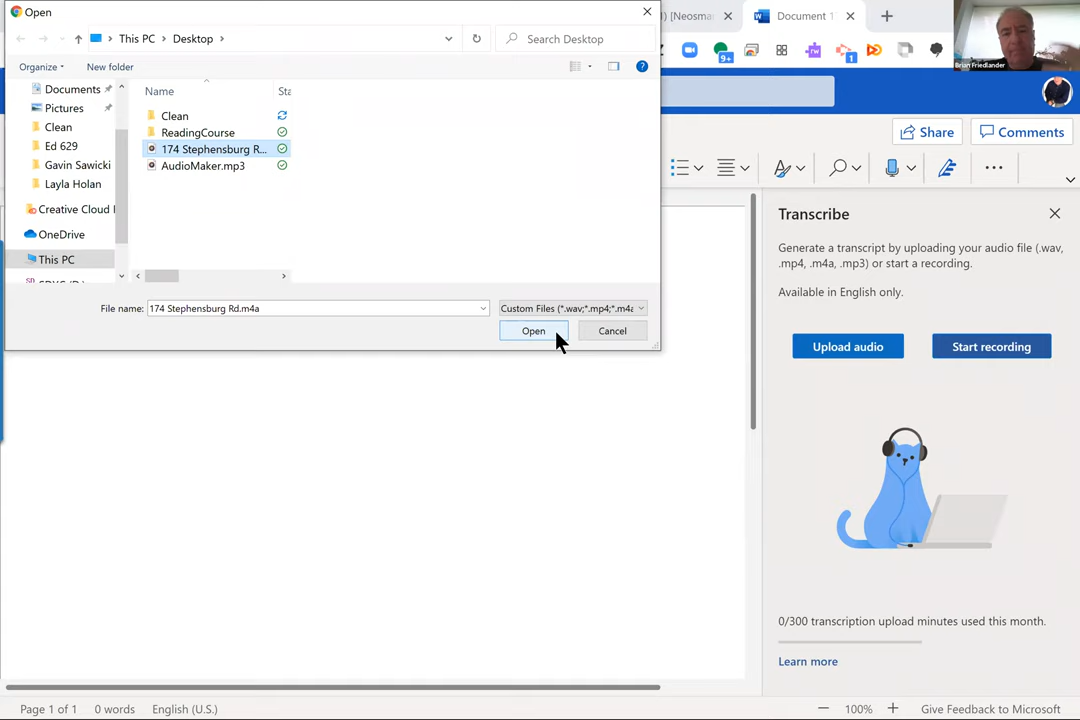 Open
This PC
Desktop
Search Desktop
Organize
New folder
Documents
Pictures
Clean
Ed 629
Gavin Sawicki
Layla Holan
Creative Cloud F
OneDrive
This PC
Name
Sta
Clean
ReadingCourse
174 Stephensburg R...
AudioMaker.mp3
File name:
174 Stephensburg Rd.m4a
Custom Files (*.wav;*.mp4;*.m4a
Open
Cancel
) [Neosma
Document 1
9+
1
Brian Friedlander
Share
Comments
Transcribe
Generate a transcript by uploading your audio file (.wav,
.mp4, .m4a, .mp3) or start a recording.
Available in English only.
Upload audio
Start recording
0/300 transcription upload minutes used this month.
Learn more
Page 1 of 1
0 words
English (U.S.)
100%
Give Feedback to Microsoft